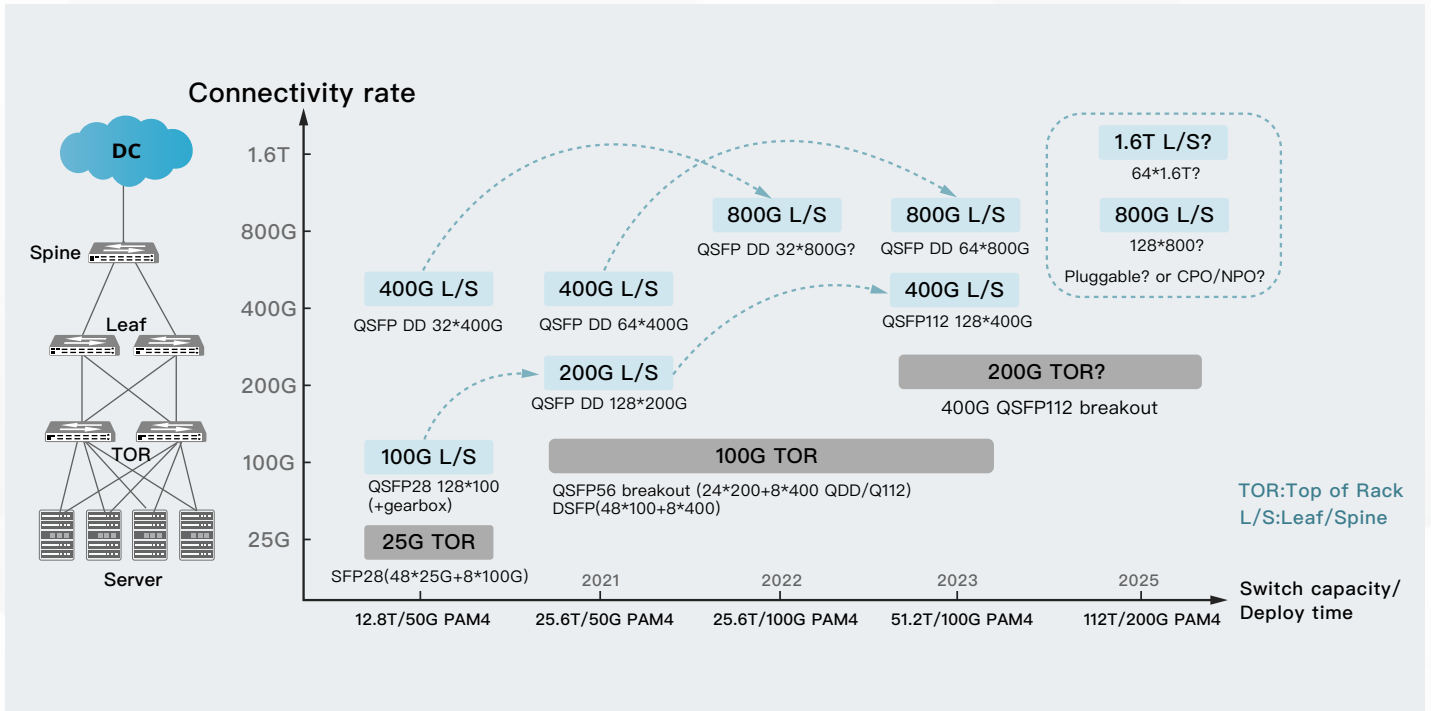 Connectivity rate
DC
Spine
Leaf
TOR
Server
1.6T
800G
400G
200G
100G
25G
1.6T L/S?
64*1.6T?
800G L/S
QSFP DD 32*800G?
800G L/S
QSFP DD 64*800G
800G L/S
128*800?
Pluggable? or CPO/NPO?
400G L/S
QSFP DD 32*400G
400G L/S
QSFP DD 64*400G
400G L/S
QSFP112 128*400G
200G L/S
QSFP DD 128*200G
200G TOR?
400G QSFP112 breakout
100G L/S
QSFP28 128*100
(+gearbox)
100G TOR
QSFP56 breakout (24*200+8*400 QDD/Q112)
DSFP(48*100+8*400)
25G TOR
SFP28(48*25G+8*100G)
TOR:Top of Rack
L/S:Leaf/Spine
2021
2022
2023
2025
12.8T/50G PAM4
25.6T/50G PAM4
25.6T/100G PAM4
51.2T/100G PAM4
112T/200G PAM4
Switch capacity/
Deploy time